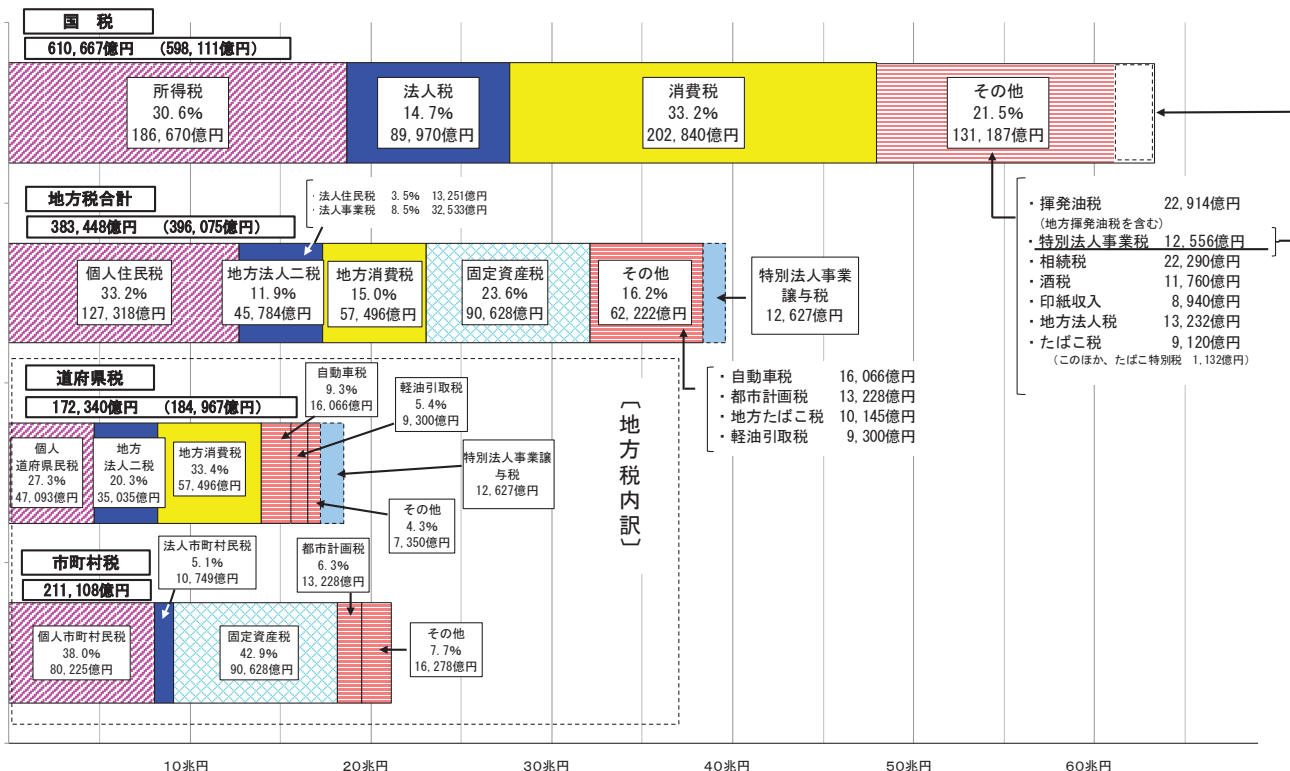 国 税
610,667億円 (598,111億円)
所得税
30.6%
186,670億円
法人税
14.7%
89,970億円
消費税
33.2%
202,840億円
その他
21.5%
131,187億円
・揮発油税 22,914億円
(地方揮発油税を含む)
・特別法人事業税 12,556億円
・相続税 22,290億円
・酒税 11,760億円
・印紙収入 8,940億円
・地方法人税 13,232億円
・たばこ税 9,120億円
(このほか、たばこ特別税 1,132億円)
地方税合計
383,448億円 (396,075億円)
・法人住民税 3.5% 13,251億円
・法人事業税 8.5% 32,533億円
個人住民税
33.2%
127,318億円
地方法人二税
11.9%
45,784億円
地方消費税
15.0%
57,496億円
固定資産税
23.6%
90,628億円
その他
16.2%
62,222億円
特別法人事業
譲与税
12,627億円
・自動車税 16,066億円
・都市計画税 13,228億円
・地方たばこ税 10,145億円
・軽油引取税 9,300億円
〔地方税内訳〕
道府県税
172,340億円 (184,967億円)
個人
道府県民税
27.3%
47,093億円
地方
法人二税
20.3%
35,035億円
地方消費税
33.4%
57,496億円
自動車税
9.3%
16,066億円
軽油引取税
5.4%
9,300億円
その他
4.3%
7,350億円
特別法人事業譲
与税
12,627億円
市町村税
211,108億円
個人市町村民税
38.0%
80,225億円
法人市町村民税
5.1%
10,749億円
固定資産税
42.9%
90,628億円
都市計画税
6.3%
13,228億円
その他
7.7%
16,278億円
10兆円 20兆円 30兆円 40兆円 50兆円 60兆円